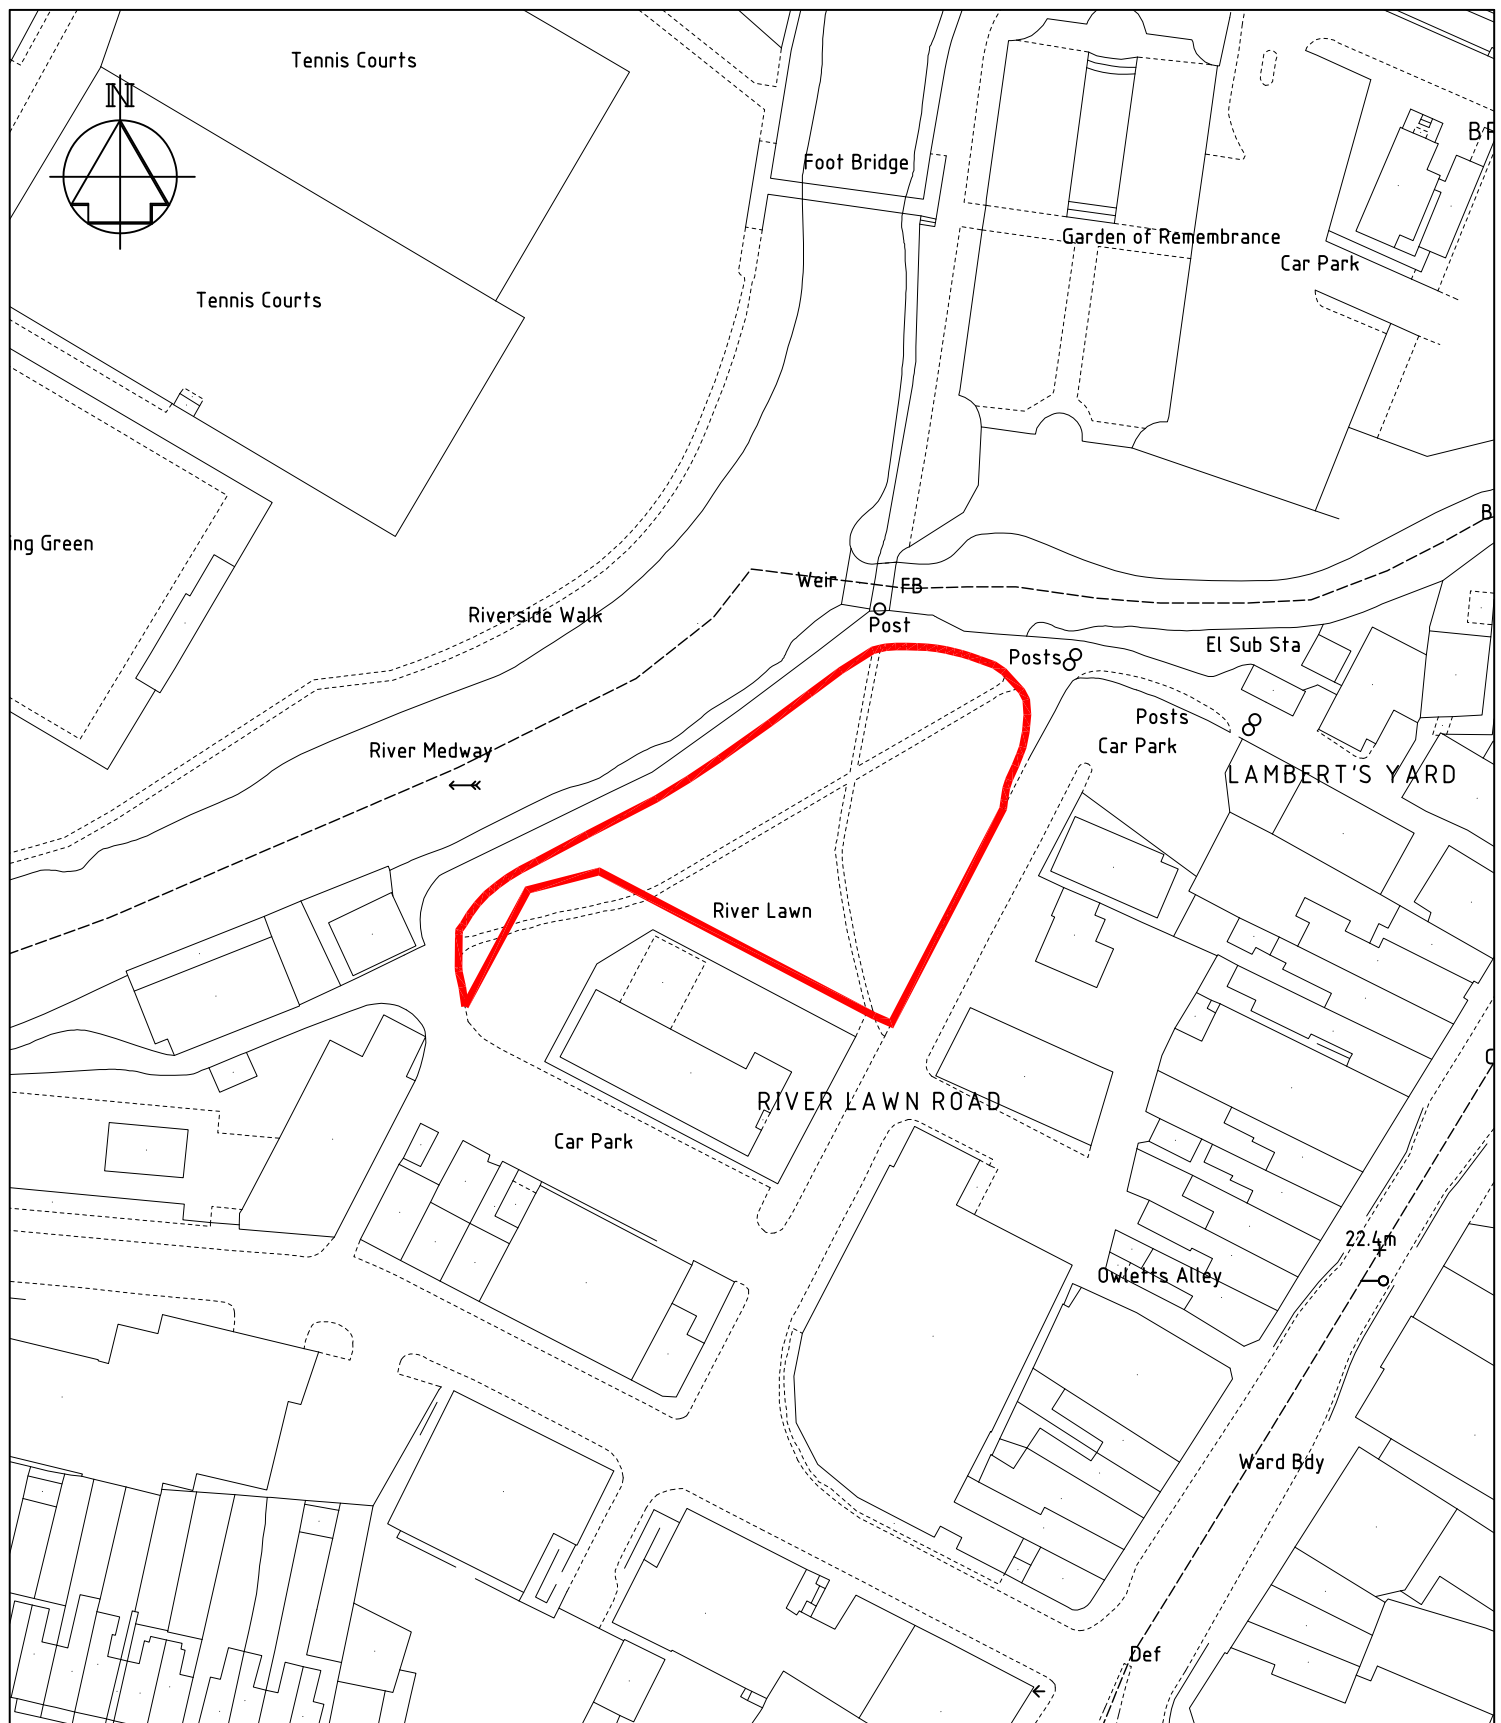 Tennis Courts
N
Foot Bridge
Garden of Remembrance
Car Park
Tennis Courts
ing Green
Weir
FB
Riverside Walk
Post
El Sub Sta
Posts
Posts
Car Park
River Medway
LAMBERT'S YARD
River Lawn
RIVER LAWN ROAD
Car Park
22.4m
Owletts Alley
Ward Bdy
Def